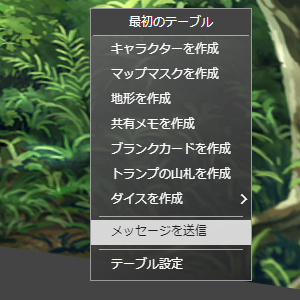 最初のテーブル
キャラクターを作成
マップマスクを作成
地形を作成
共有メモを作成
ブランクカードを作成
トランプの山札を作成
ダイスを作成
メッセージを送信
テーブル設定